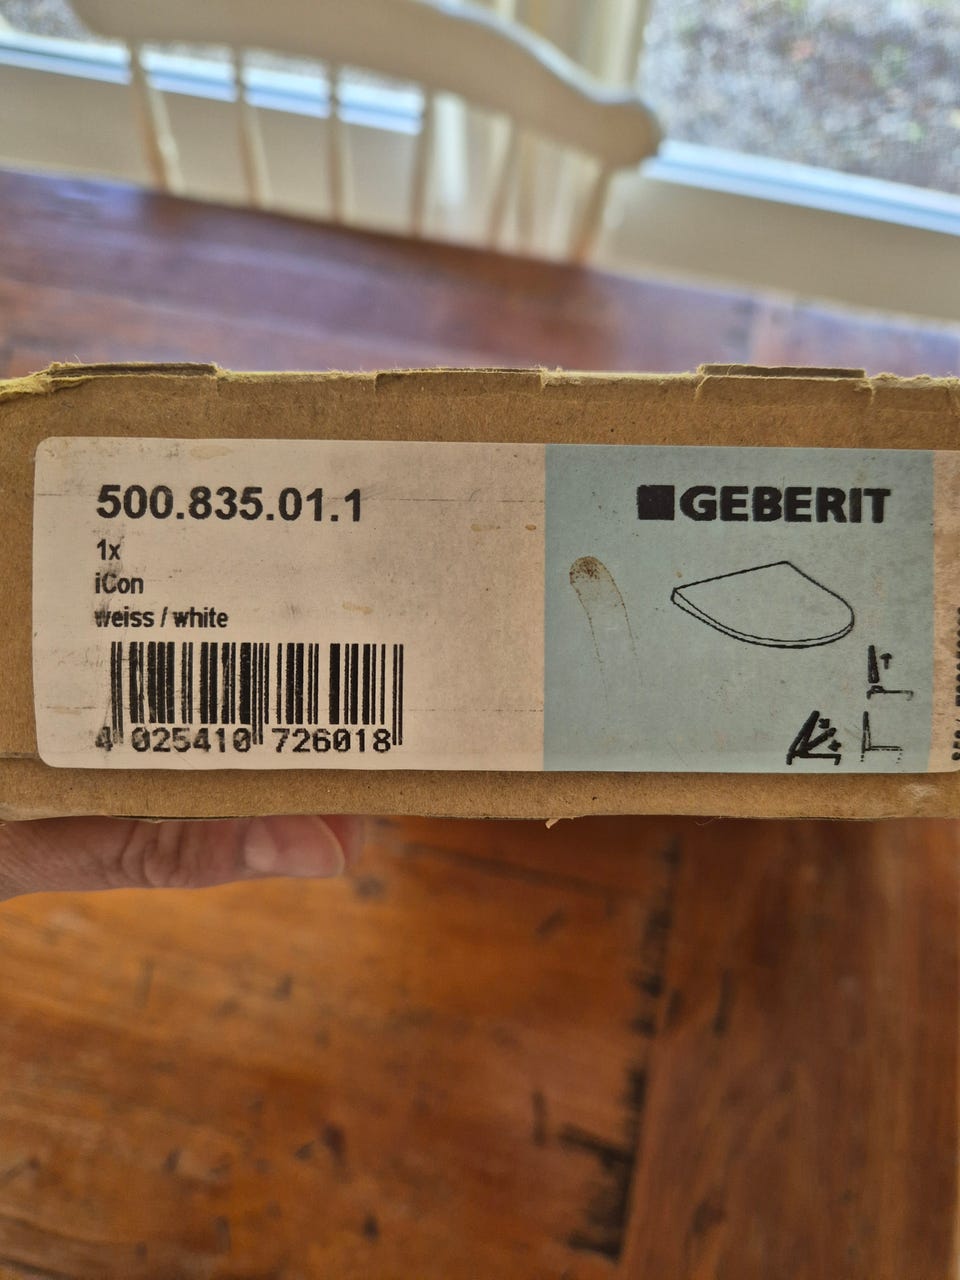 500.835.01.1
1x
iCon
weiss / white
4 025410 726018
GEBERIT